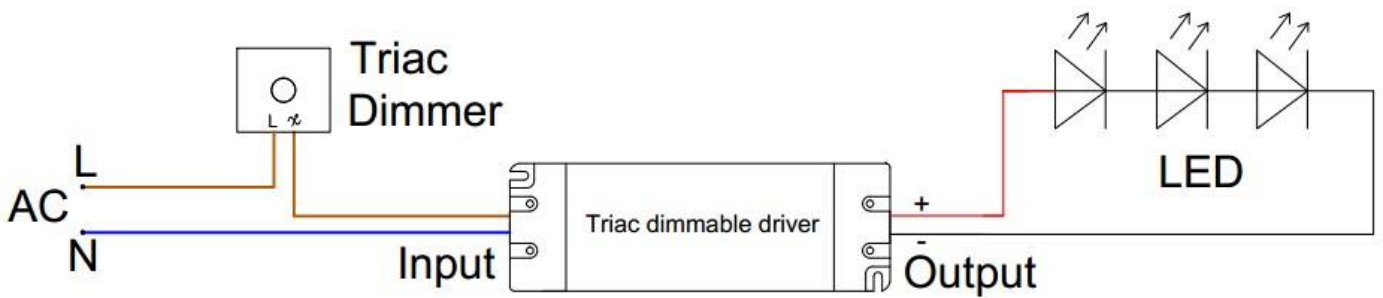 Triac
Dimmer
L
L
AC
N
Input
Triac dimmable driver
+
-
Output
LED